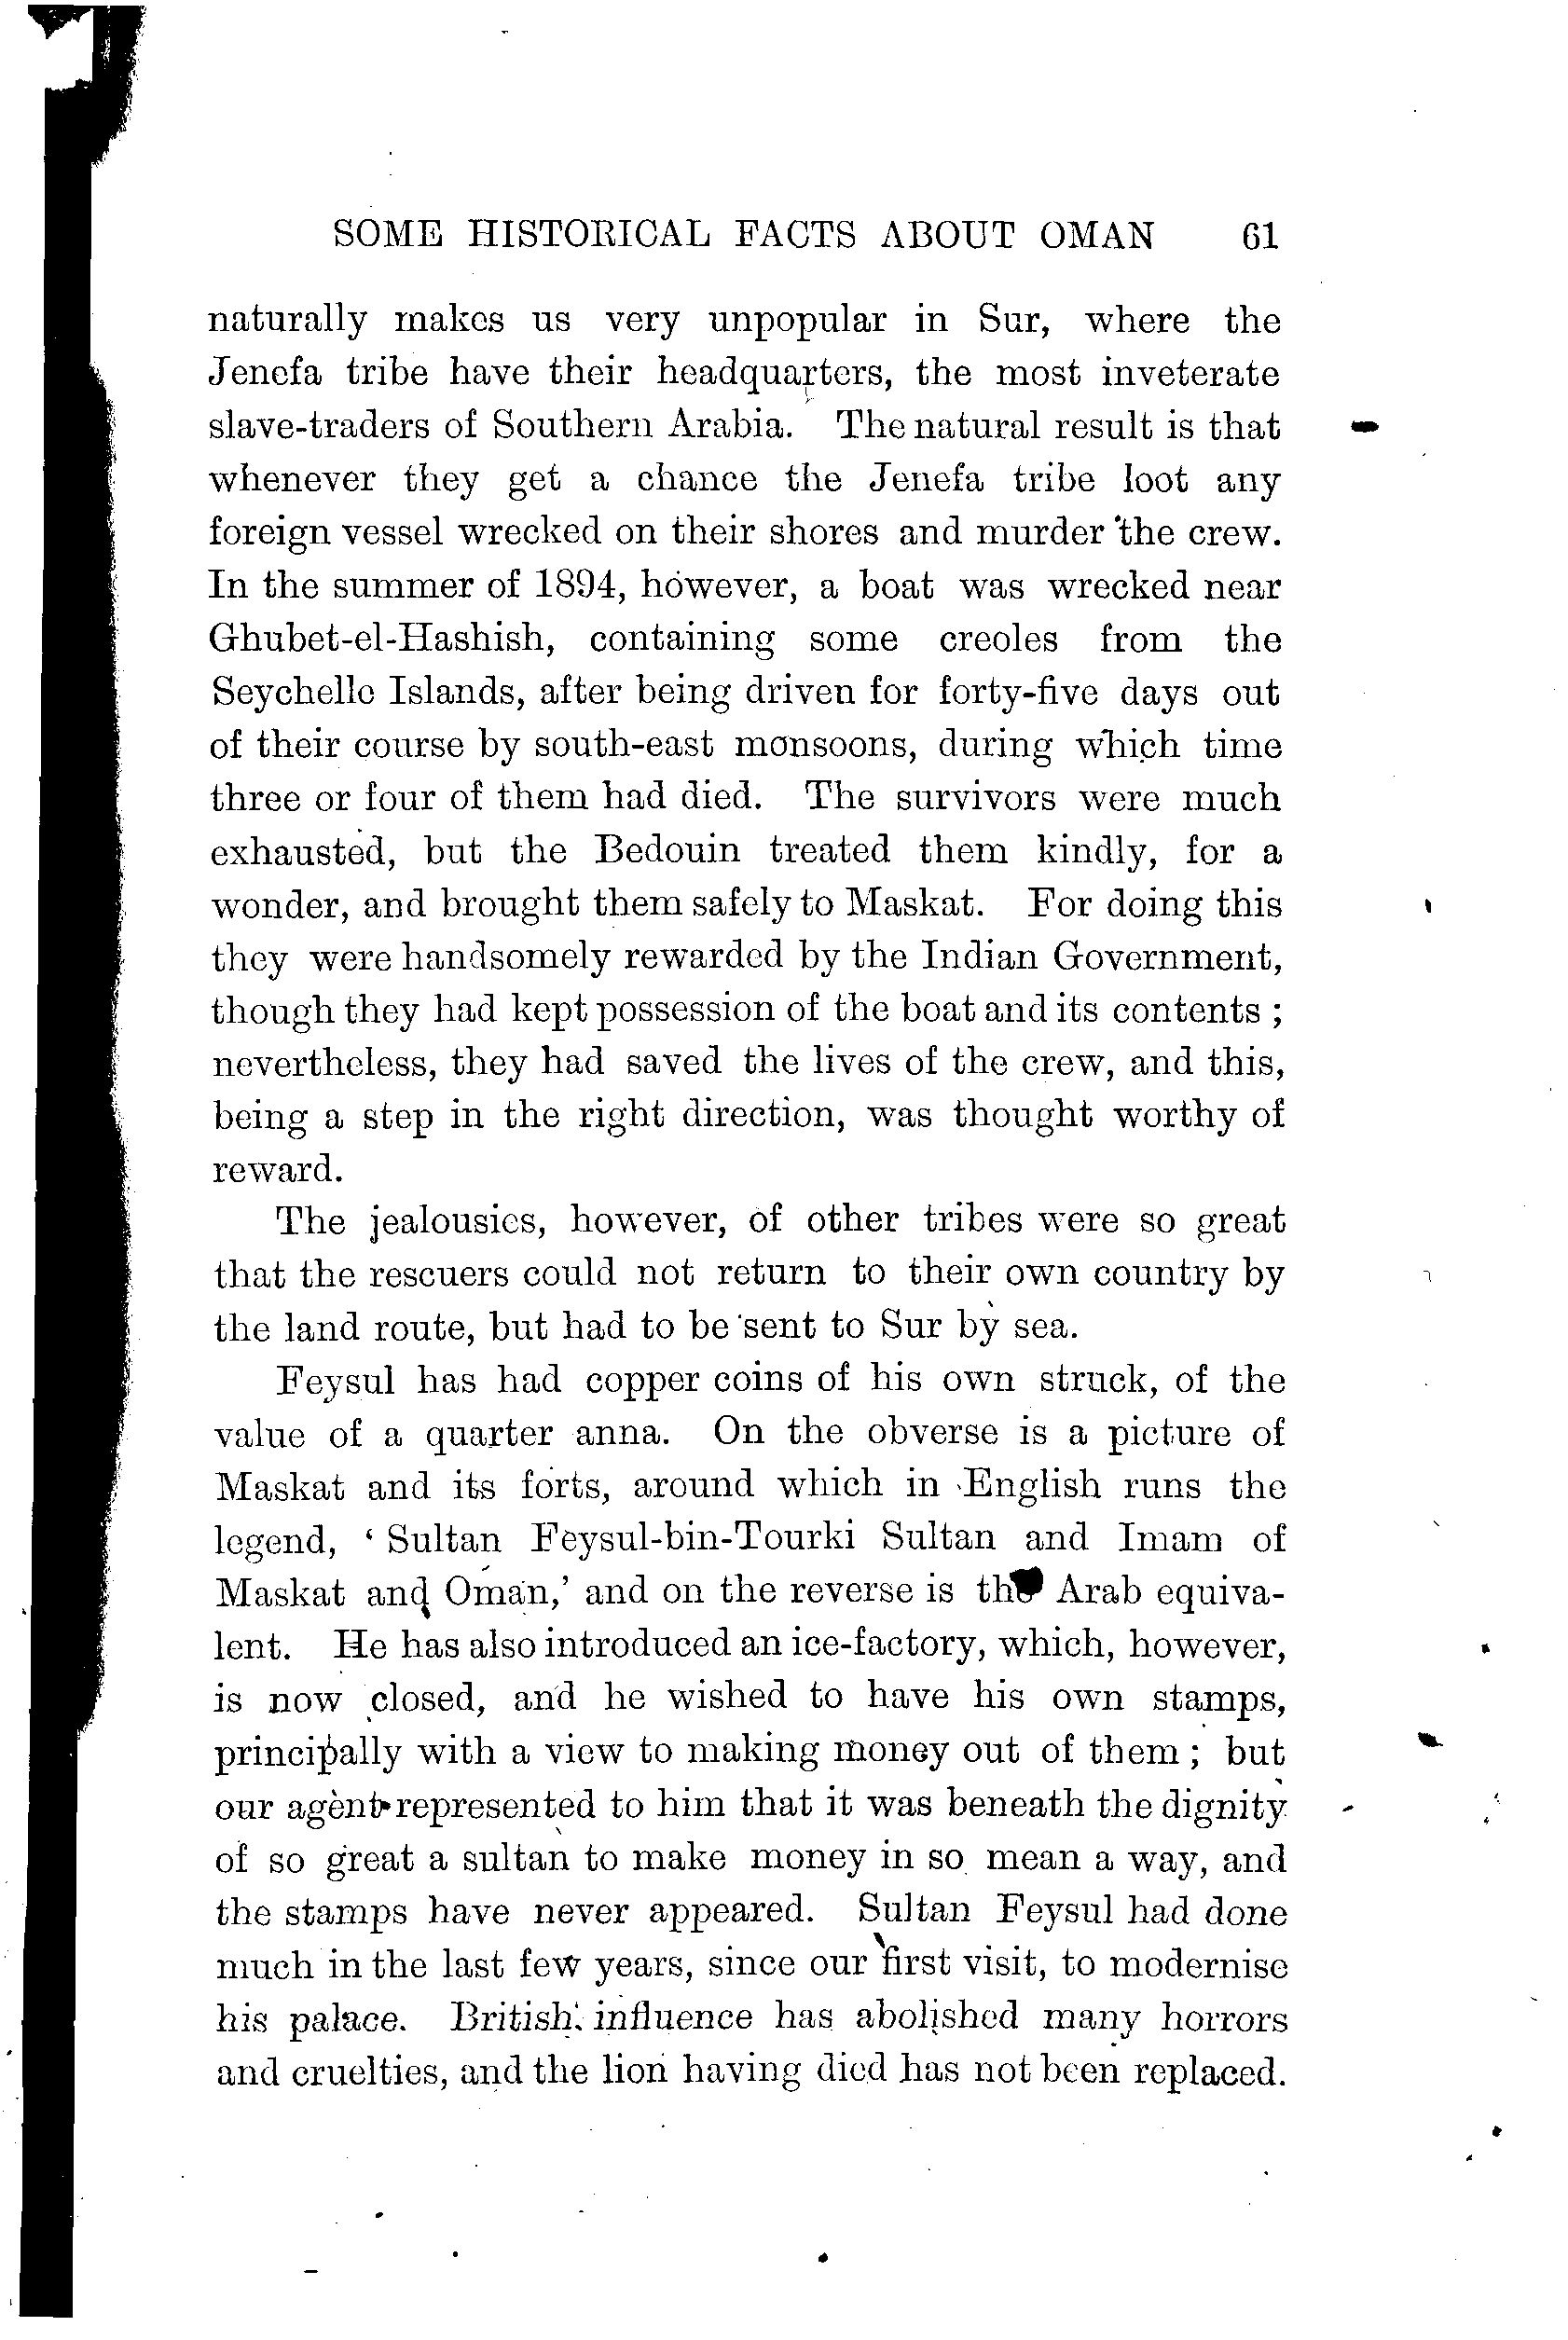 SOME HISTORICAL FACTS ABOUT OMAN 61
naturally makes us very unpopular in Sur, where the
Jenefa tribe have their headquarters, the most inveterate
slave-traders of Southern Arabia. The natural result is that
whenever they get a chance the Jenefa tribe loot any
foreign vessel wrecked on their shores and murder the crew.
In the summer of 1894, however, a boat was wrecked near
Ghubet-el-Hashish, containing some creoles from the
Seychelle Islands, after being driven for forty-five days out
of their course by south-east monsoons, during which time
three or four of them had died. The survivors were much
exhausted, but the Bedouin treated them kindly, for a
wonder, and brought them safely to Maskat. For doing this
they were handsomely rewarded by the Indian Government,
though they had kept possession of the boat and its contents ;
nevertheless, they had saved the lives of the crew, and this,
being a step in the right direction, was thought worthy of
reward.
The jealousies, however, of other tribes were so great
that the rescuers could not return to their own country by
the land route, but had to be sent to Sur by sea.
Feysul has had copper coins of his own struck, of the
value of a quarter anna. On the obverse is a picture of
Maskat and its forts, around which in English runs the
legend, ‘ Sultan Feysul-bin-Tourki Sultan and Imam of
Maskat and Oman,’ and on the reverse is the Arab equiva-
lent. He has also introduced an ice-factory, which, however,
is now closed, and he wished to have his own stamps,
principally with a view to making money out of them ; but
our agent represented to him that it was beneath the dignity
of so great a sultan to make money in so mean a way, and
the stamps have never appeared. Sultan Feysul had done
much in the last few years, since our first visit, to modernise
his palace. British influence has abolished many horrors
and cruelties, and the lion having died has not been replaced.